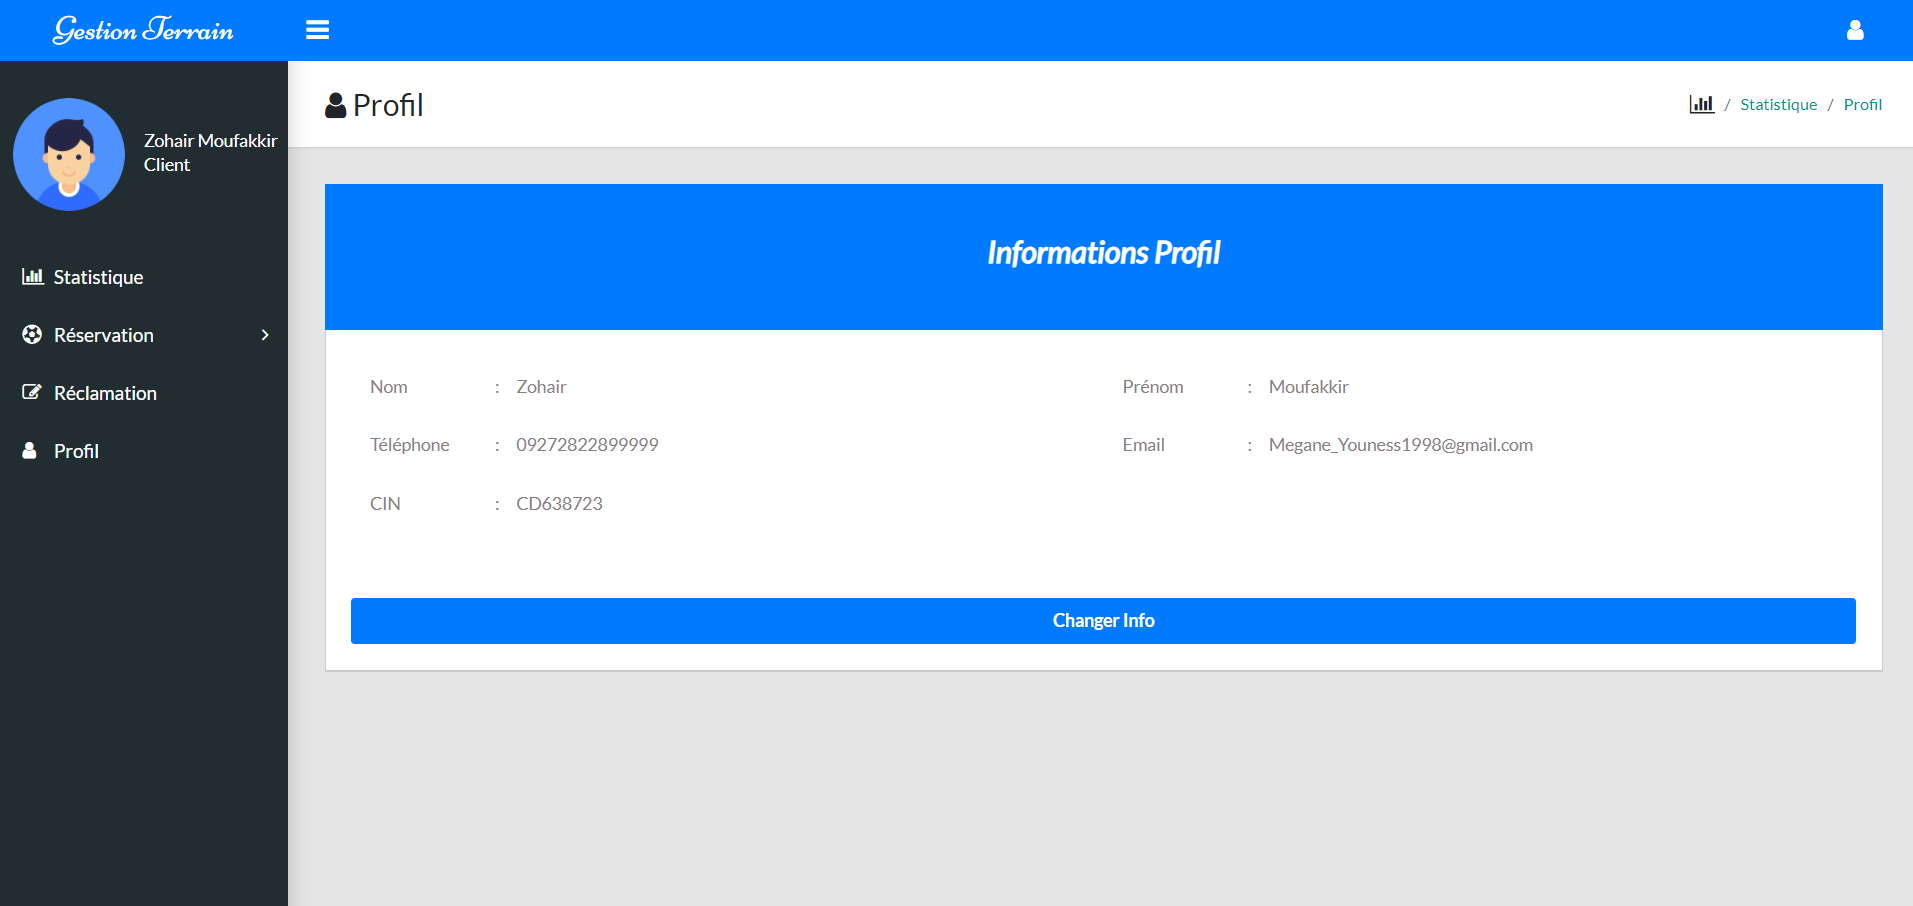 Gestion Terrain
Zohair Moufakkir
Client
Statistique
Réservation
Réclamation
Profil
Profil
/ Statistique / Profil
Informations Profil
Nom : Zohair Prénom : Moufakkir
Téléphone : 09272822899999 Email : Megane_Youness1998@gmail.com
CIN : CD638723
Changer Info